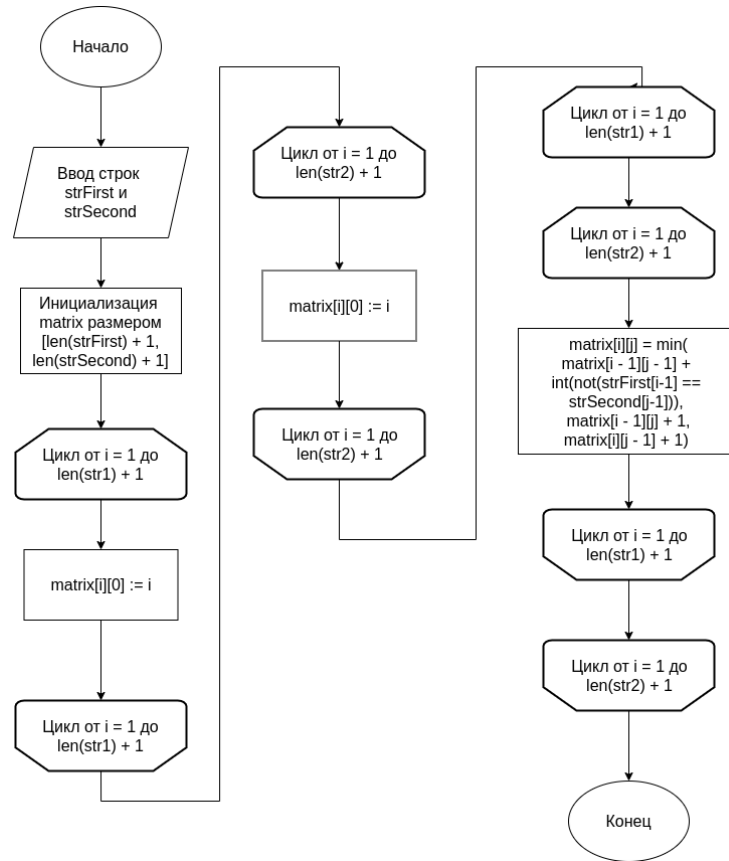 Начало
Ввод строк
strFirst и
strSecond
Инициализация
matrix размером
[len(strFirst) + 1,
len(strSecond) + 1]
Цикл от i = 1 до
len(str1) + 1
matrix[i][0] := i
Цикл от i = 1 до
len(str1) + 1
Цикл от i = 1 до
len(str2) + 1
matrix[i][0] := i
Цикл от i = 1 до
len(str2) + 1
Цикл от i = 1 до
len(str1) + 1
Цикл от i = 1 до
len(str2) + 1
matrix[i][j] = min(
matrix[i - 1][j - 1] +
int(not(strFirst[i-1] ==
strSecond[j-1])),
matrix[i - 1][j] + 1,
matrix[i][j - 1] + 1)
Цикл от i = 1 до
len(str1) + 1
Цикл от i = 1 до
len(str2) + 1
Конец